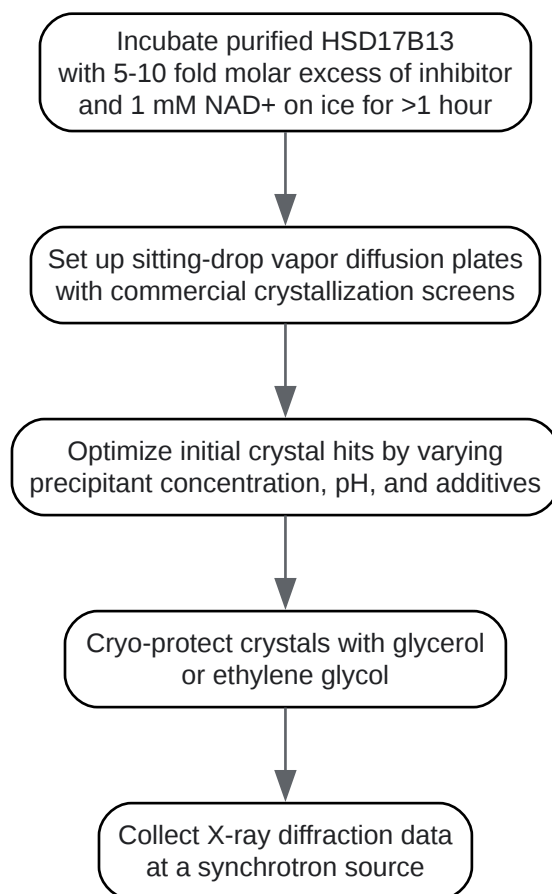 Incubate purified HSD17B13
with 5-10 fold molar excess of inhibitor
and 1 mM NAD+ on ice for >1 hour
Set up sitting-drop vapor diffusion plates
with commercial crystallization screens
Optimize initial crystal hits by varying
precipitant concentration, pH, and additives
Cryo-protect crystals with glycerol
or ethylene glycol
Collect X-ray diffraction data
at a synchrotron source